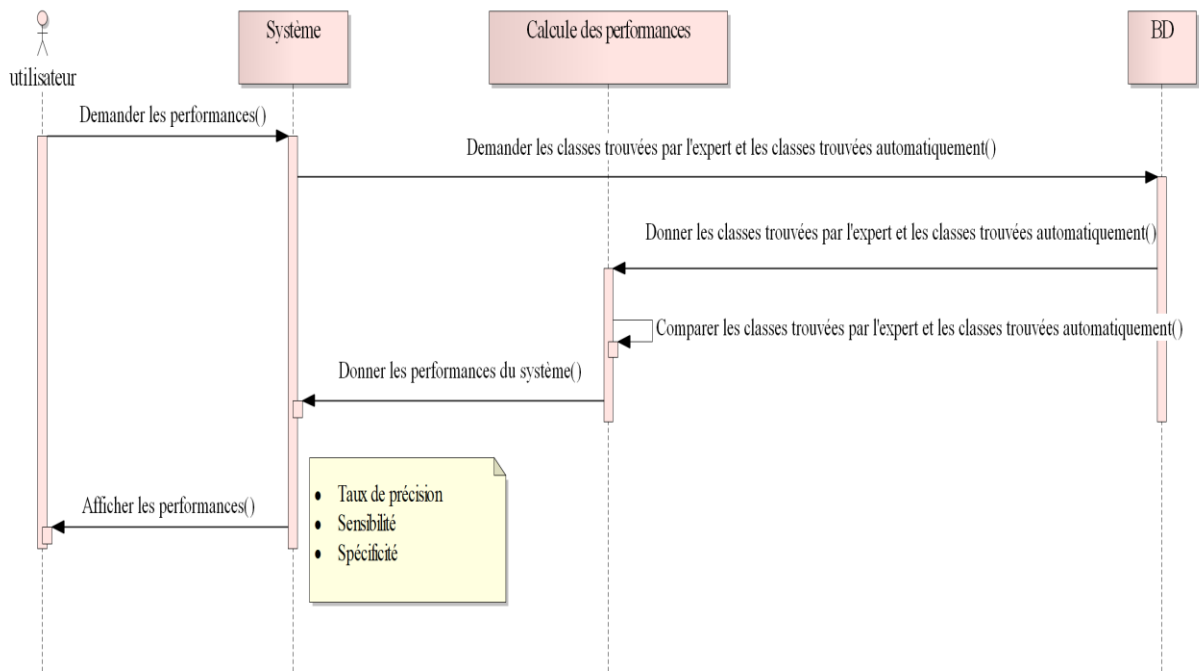 Système
Calcule des performances
BD
utilisateur
Demander les performances()
Demander les classes trouvées par l'expert et les classes trouvées automatiquement()
Donner les classes trouvées par l'expert et les classes trouvées automatiquement()
Comparer les classes trouvées par l'expert et les classes trouvées automatiquement()
Donner les performances du système()
• Taux de précision
• Sensibilité
• Spécificité
Afficher les performances()